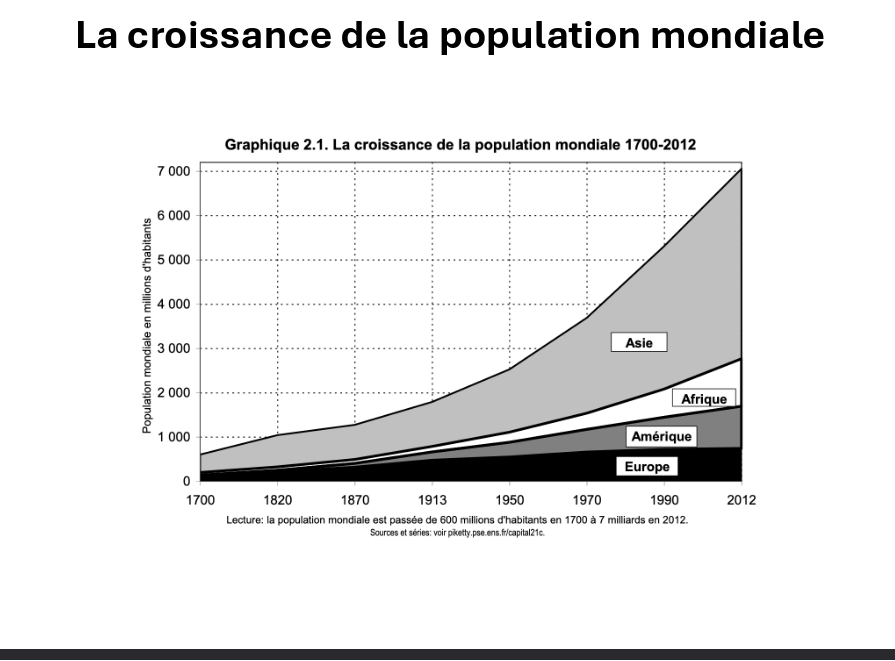 La croissance de la population mondiale
Graphique 2.1. La croissance de la population mondiale 1700-2012
Population mondiale en millions d'habitants
7 000
6 000
5 000
4 000
3 000
2 000
1 000
0
Asie
Afrique
Amérique
Europe
1700 1820 1870 1913 1950 1970 1990 2012
Lecture: la population mondiale est passée de 600 millions d'habitants en 1700 à 7 milliards en 2012.
Sources et séries: voir piketty.pse.ens.fr/capital21c.